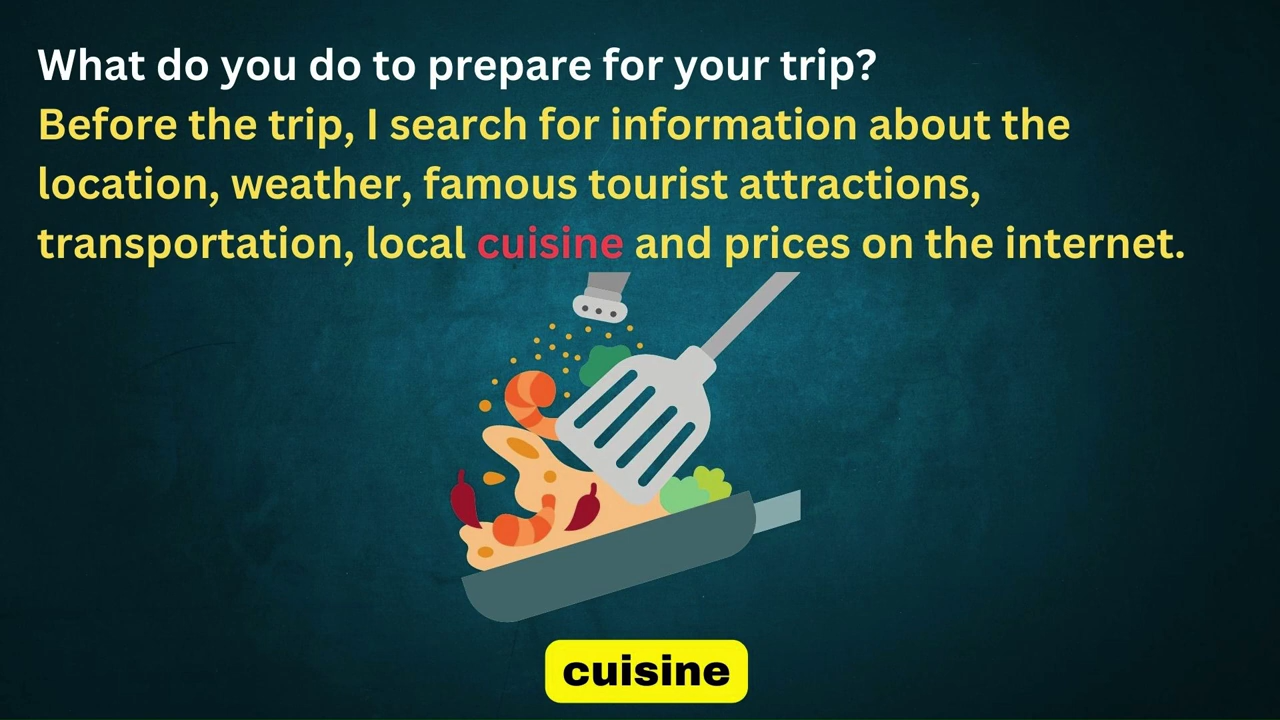 What do you do to prepare for your trip?
Before the trip, I search for information about the
location, weather, famous tourist attractions,
transportation, local cuisine and prices on the internet.
cuisine